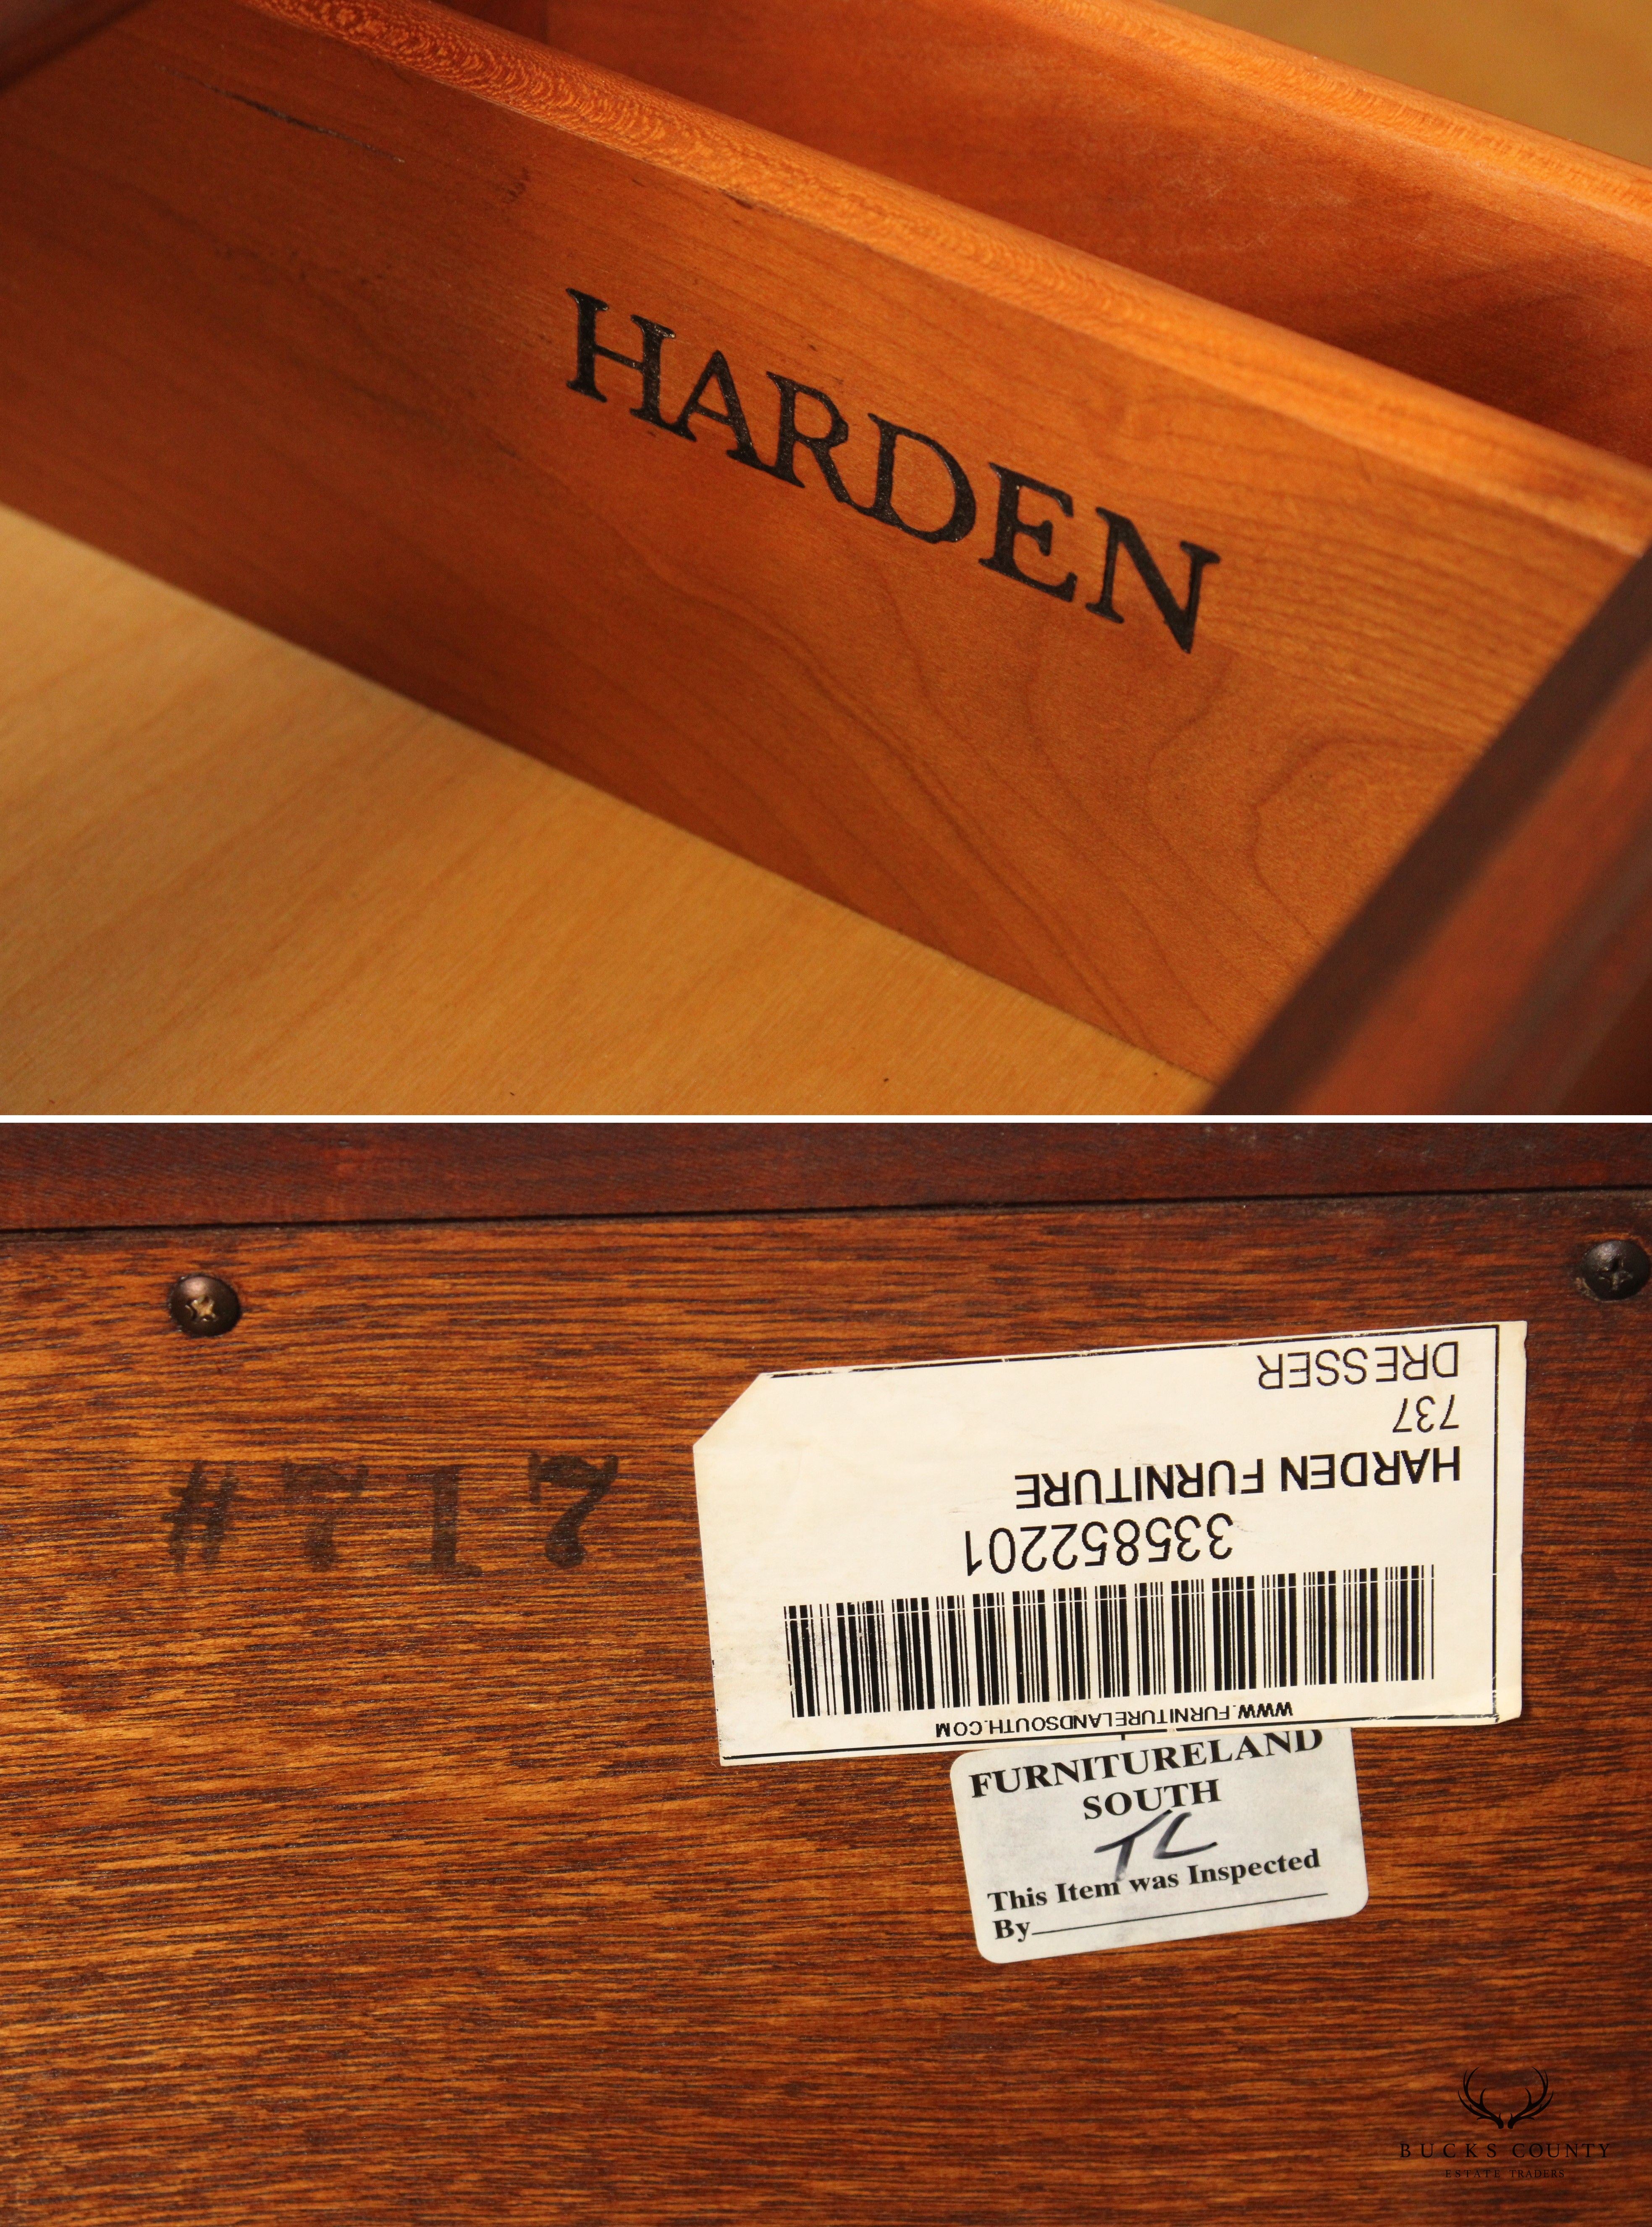 HARDEN
#717
DRESSER
737
HARDEN FURNITURE
335852201
WWW.FURNITURELANDSOUTH.COM
FURNITURELAND
SOUTH
TC
This Item was Inspected
By
BUCKS COUNTY
ESTATE TRADERS